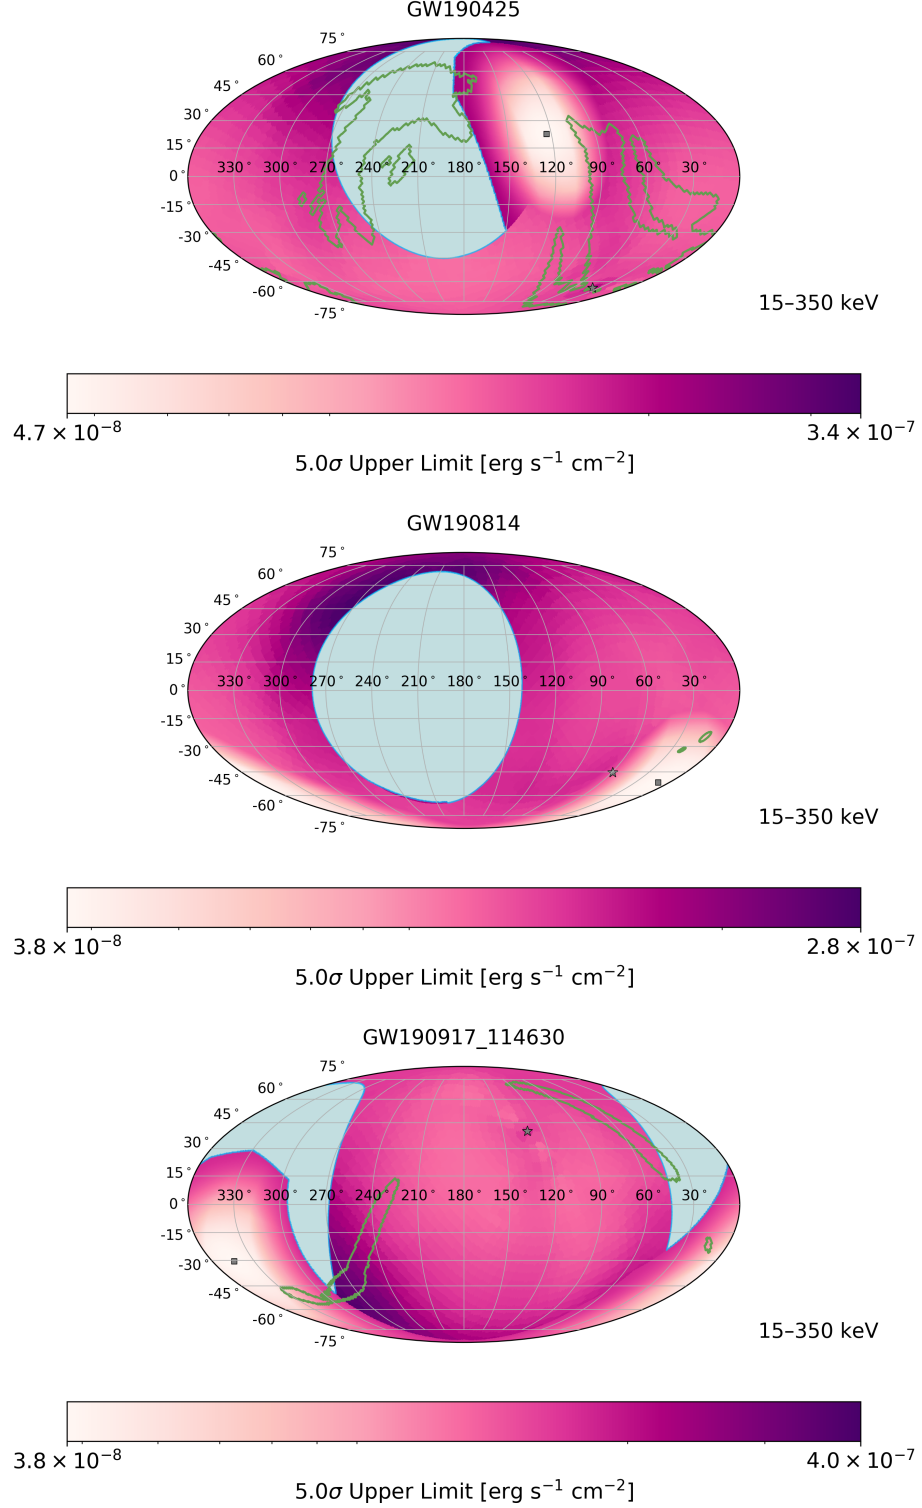 GW190425
75°
60°
45°
30°
15°
330° 300° 270° 240° 210° 180° 150° 120° 90° 60° 30°
0°
-15°
-30°
-45°
-60°
-75°
15–350 keV
4.7 × 10⁻⁸ 3.4 × 10⁻⁷
5.0σ Upper Limit [erg s⁻¹ cm⁻²]
GW190814
75°
60°
45°
30°
15°
330° 300° 270° 240° 210° 180° 150° 120° 90° 60° 30°
0°
-15°
-30°
-45°
-60°
-75°
15–350 keV
3.8 × 10⁻⁸ 2.8 × 10⁻⁷
5.0σ Upper Limit [erg s⁻¹ cm⁻²]
GW190917_114630
75°
60°
45°
30°
15°
330° 300° 270° 240° 210° 180° 150° 120° 90° 60° 30°
0°
-15°
-30°
-45°
-60°
-75°
15–350 keV
3.8 × 10⁻⁸ 4.0 × 10⁻⁷
5.0σ Upper Limit [erg s⁻¹ cm⁻²]